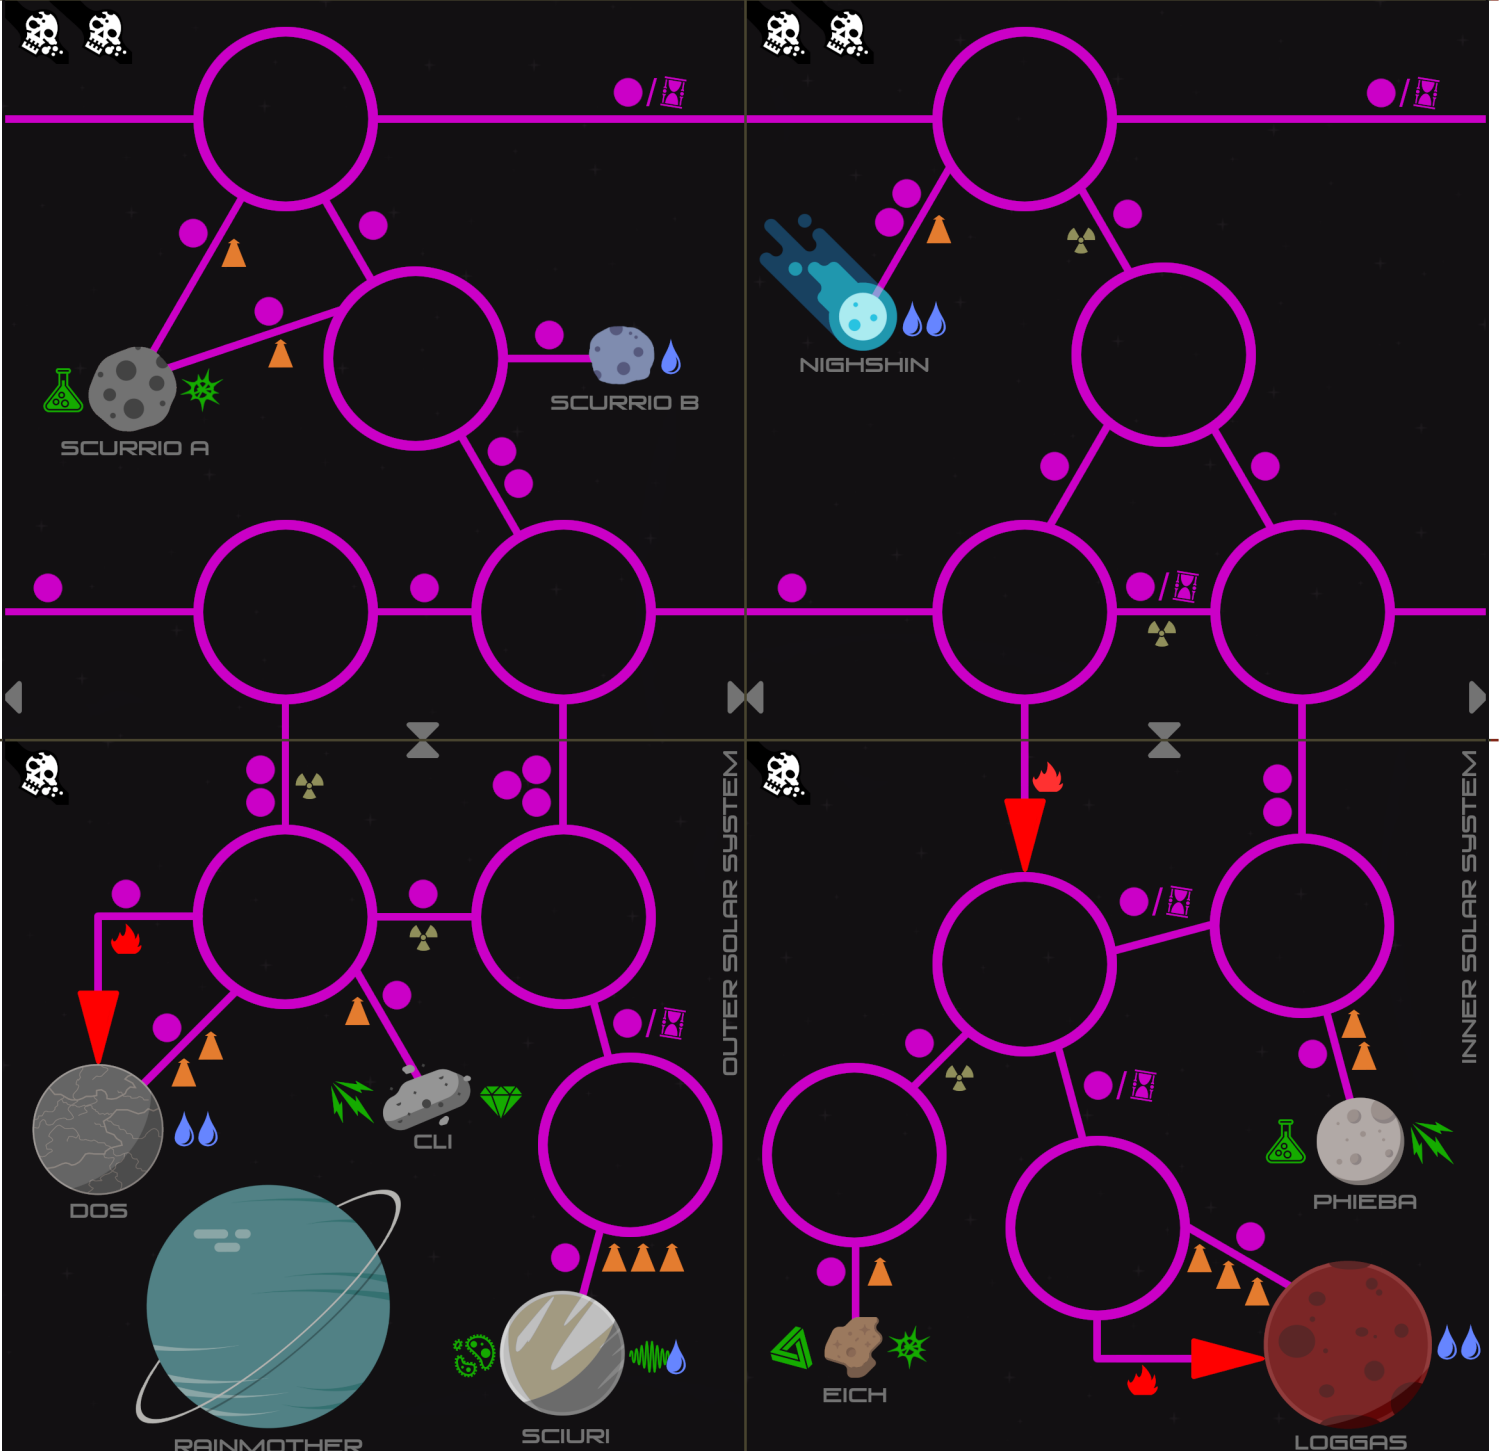 SCURRIO A
SCURRIO B
NIGHSHIN
OUTER SOLAR SYSTEM
DOS
CLI
RAINMOTHER
SCIURI
INNER SOLAR SYSTEM
PHIEBA
EICH
LOGGAS